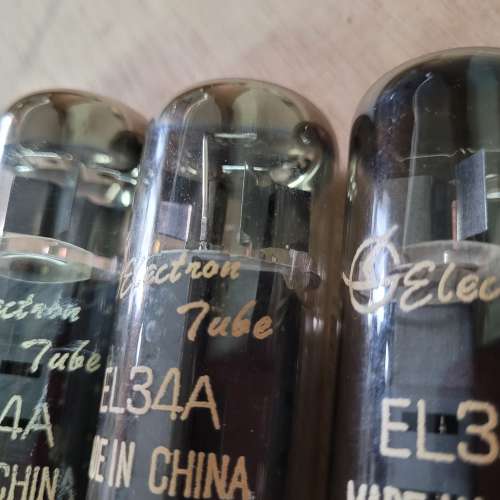 ectron
Tube
4A
CHINA
Electron
Tube
EL34A
DE IN CHINA
Elec
EL3